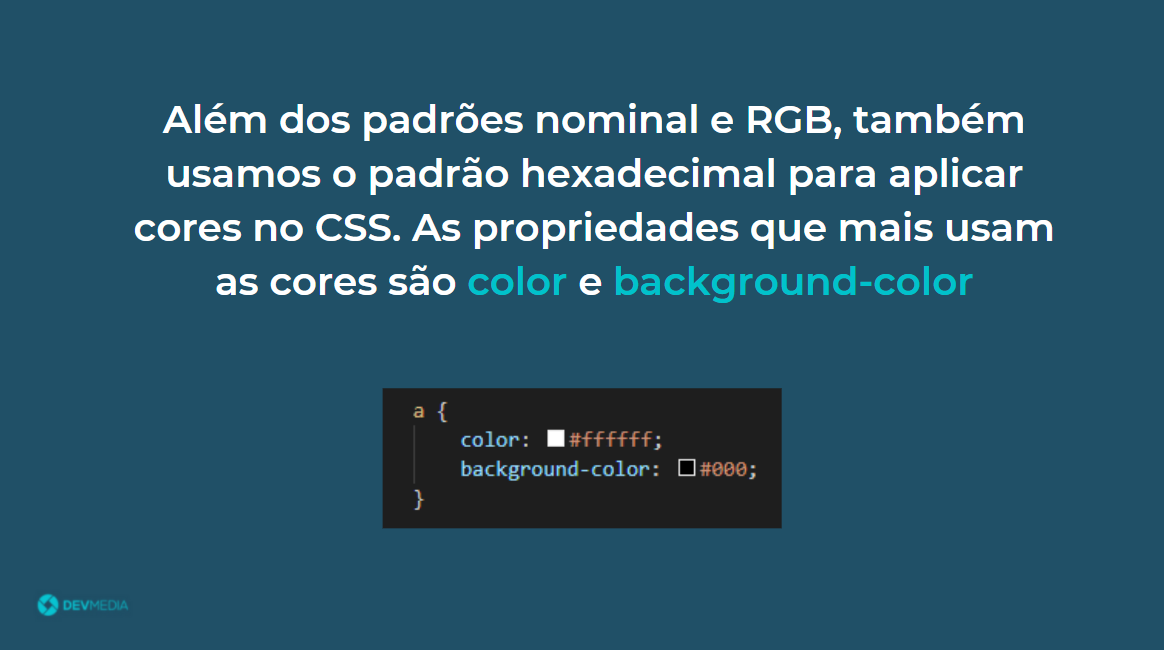 Além dos padrões nominal e RGB, também
usamos o padrão hexadecimal para aplicar
cores no CSS. As propriedades que mais usam
as cores são color e background-color
a {
color: #ffffff;
background-color: #000;
}
DEVMEDIA